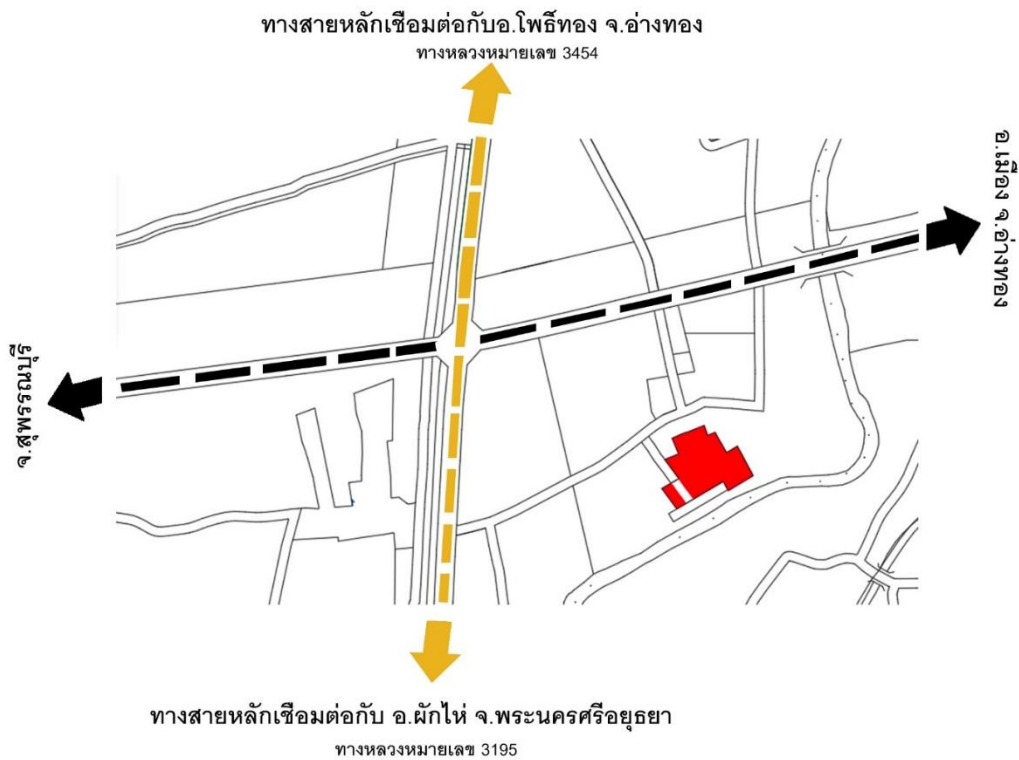 ทางสายหลักเชื่อมต่อกับอ.โพธิ์ทอง จ.อ่างทอง
ทางหลวงหมายเลข 3454
อ.เมือง จ.อ่างทอง
จ.สุพรรณบุรี
ทางสายหลักเชื่อมต่อกับ อ.ผักไห่ จ.พระนครศรีอยุธยา
ทางหลวงหมายเลข 3195